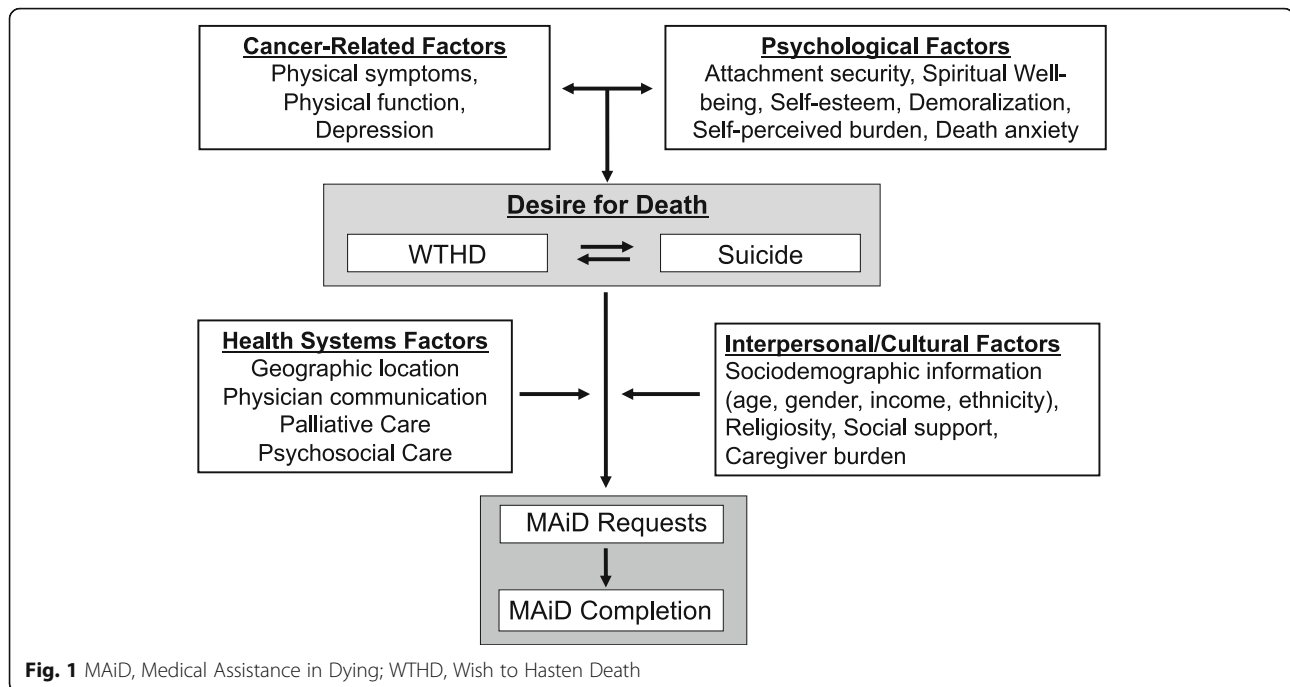 Cancer-Related Factors
Physical symptoms,
Physical function,
Depression
Psychological Factors
Attachment security, Spiritual Well-
being, Self-esteem, Demoralization,
Self-perceived burden, Death anxiety
Desire for Death
WTHD
Suicide
Health Systems Factors
Geographic location
Physician communication
Palliative Care
Psychosocial Care
Interpersonal/Cultural Factors
Sociodemographic information
(age, gender, income, ethnicity),
Religiosity, Social support,
Caregiver burden
MAiD Requests
MAiD Completion
Fig. 1 MAiD, Medical Assistance in Dying; WTHD, Wish to Hasten Death